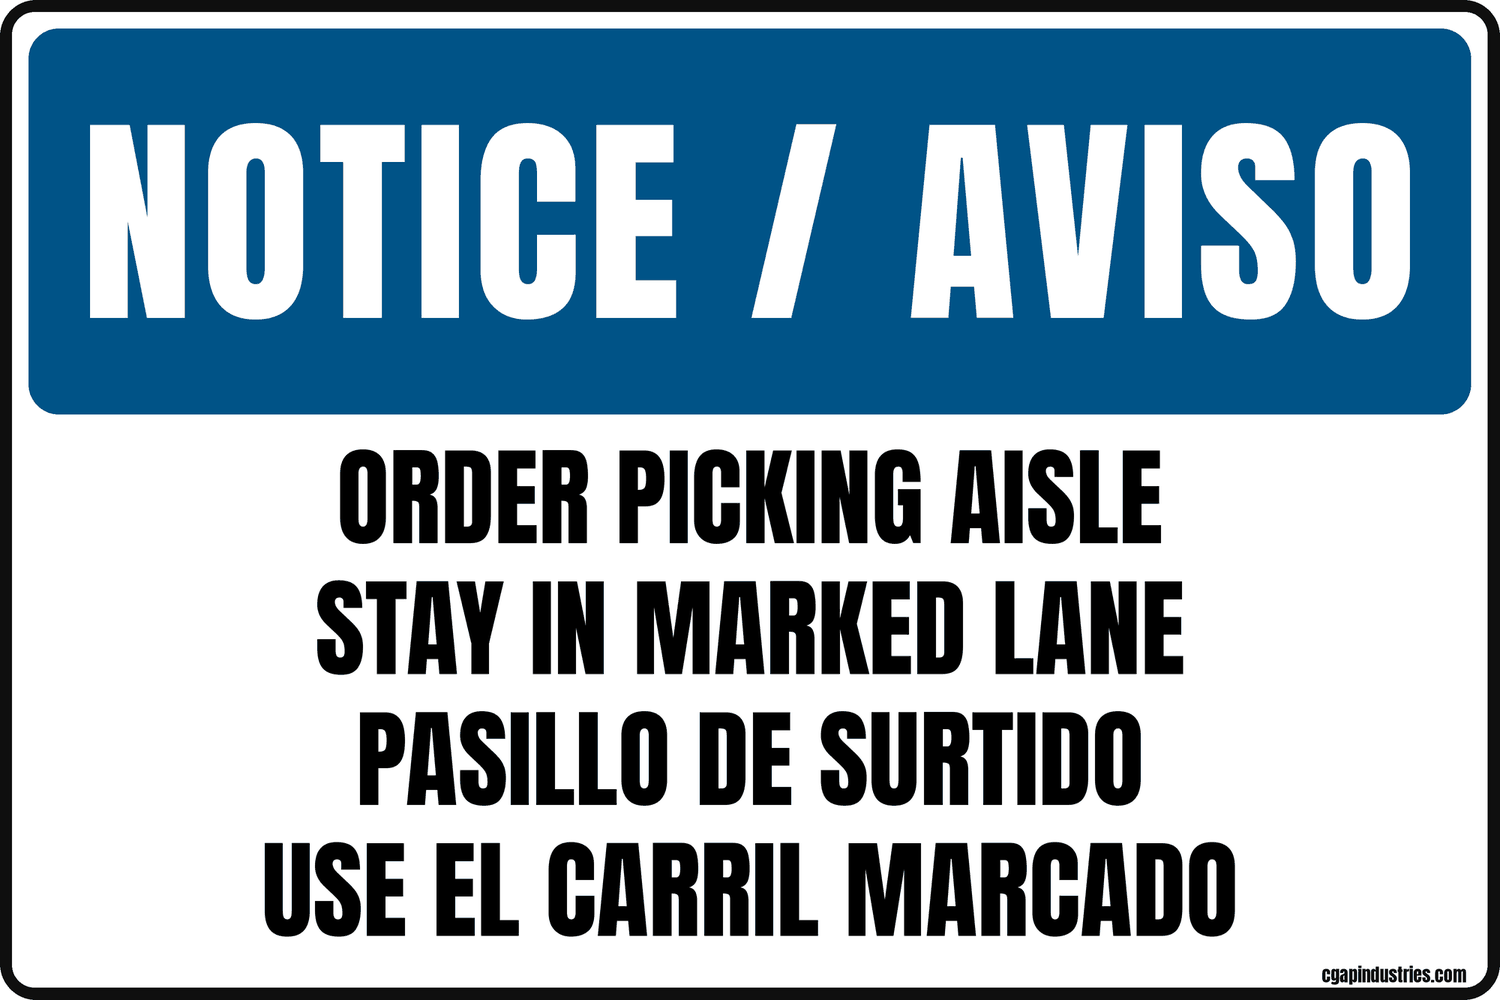 NOTICE / AVISO
ORDER PICKING AISLE
STAY IN MARKED LANE
PASILLO DE SURTIDO
USE EL CARRIL MARCADO
cgapindustries.com